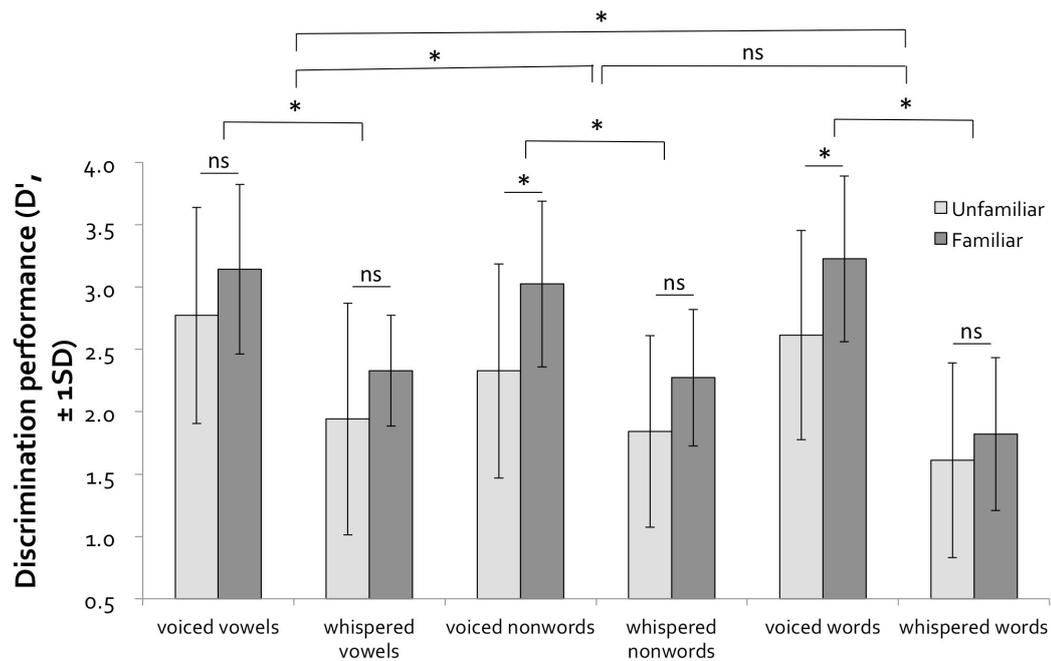 *
* ns
* * *
ns * * ns ns ns
Discrimination performance (D',
± 1SD)
4.0
3.5
3.0
2.5
2.0
1.5
1.0
0.5
Unfamiliar
Familiar
voiced vowels
whispered
vowels
voiced nonwords
whispered
nonwords
voiced words
whispered words